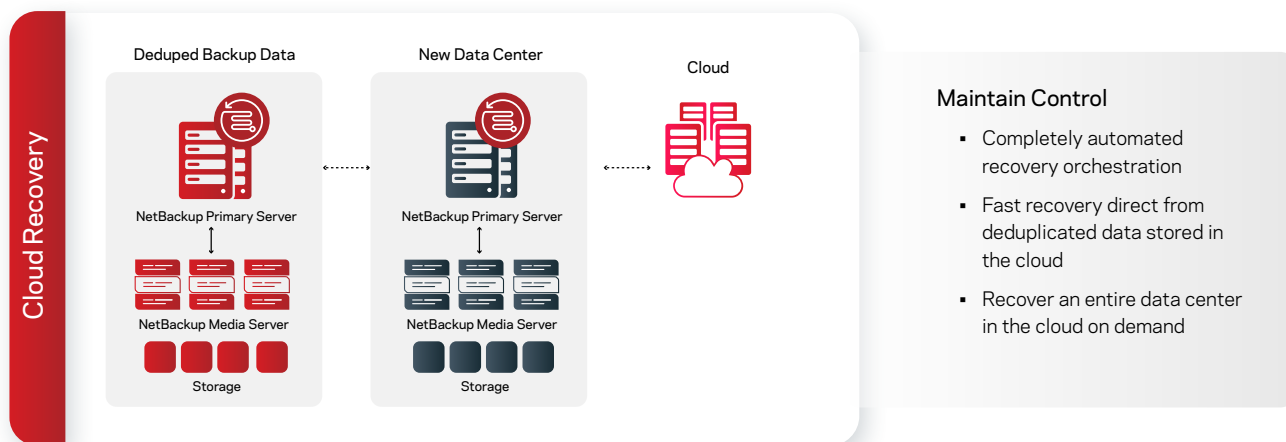 Cloud Recovery
Deduped Backup Data
NetBackup Primary Server
NetBackup Media Server
Storage
New Data Center
NetBackup Primary Server
NetBackup Media Server
Storage
Cloud
Maintain Control
▪ Completely automated
recovery orchestration
▪ Fast recovery direct from
deduplicated data stored in
the cloud
▪ Recover an entire data center
in the cloud on demand